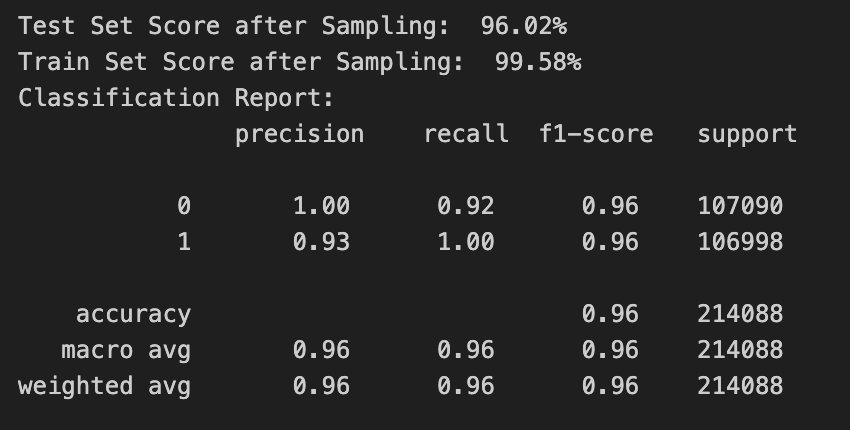 Test Set Score after Sampling:  96.02%
Train Set Score after Sampling:  99.58%
Classification Report:
               precision    recall  f1-score   support

           0       1.00      0.92      0.96    107090
           1       0.93      1.00      0.96    106998

    accuracy                           0.96    214088
   macro avg       0.96      0.96      0.96    214088
weighted avg       0.96      0.96      0.96    214088